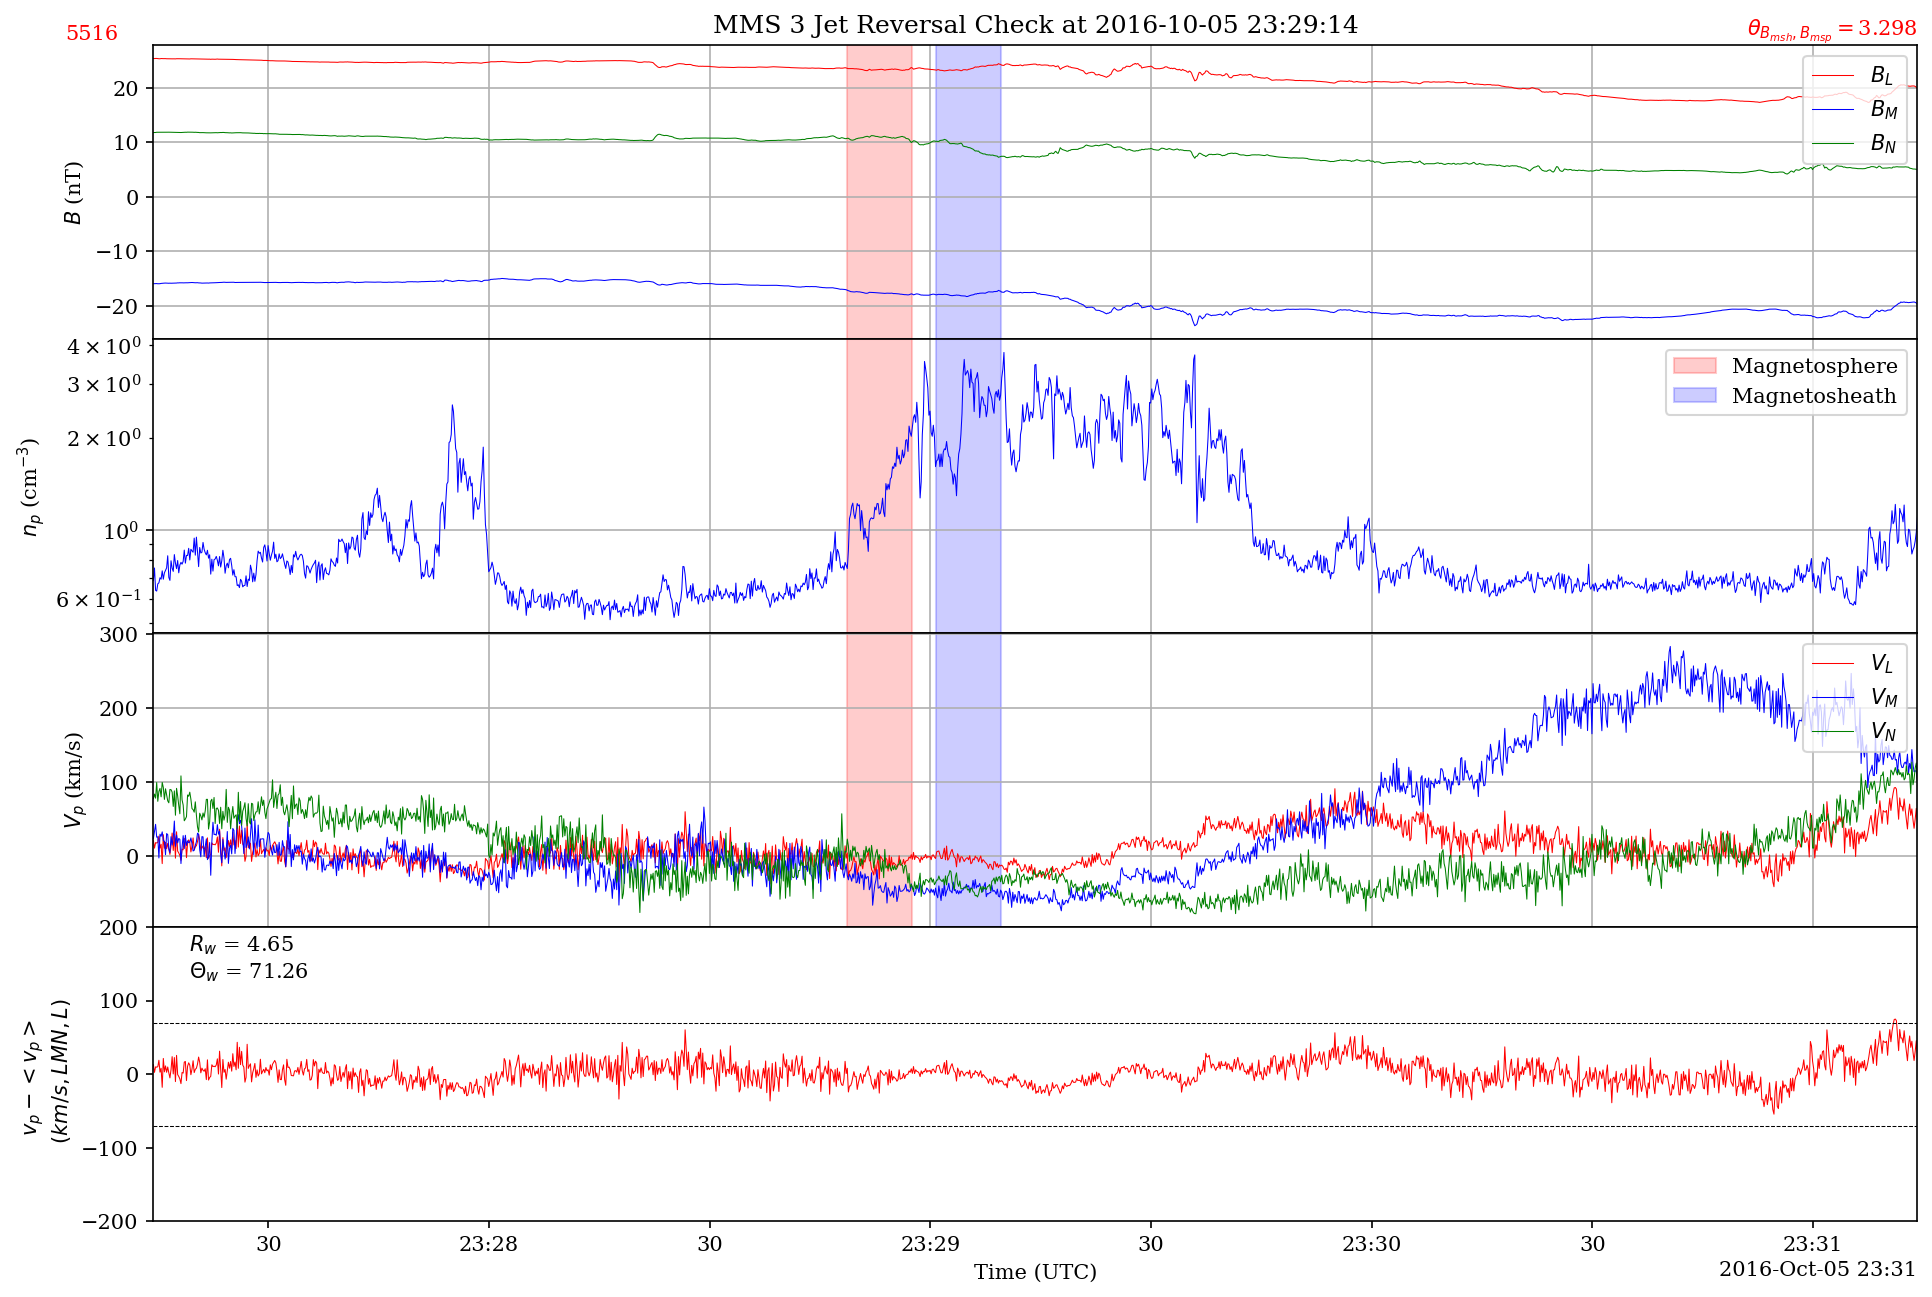 MMS 3 Jet Reversal Check at 2016-10-05 23:29:14
5516
θ_{B_{msh}, B_{msp}} = 3.298
B (nT)
20
10
0
−10
−20
B_L
B_M
B_N
n_p (cm^{−3})
4 × 10^0
3 × 10^0
2 × 10^0
10^0
6 × 10^{−1}
Magnetosphere
Magnetosheath
V_p (km/s)
300
200
100
0
V_L
V_M
V_N
v_p − < v_p >
(km/s, LMN, L)
200
100
0
−100
−200
R_w = 4.65
Θ_w = 71.26
30
23:28
30
23:29
30
23:30
30
23:31
Time (UTC)
2016-Oct-05 23:31